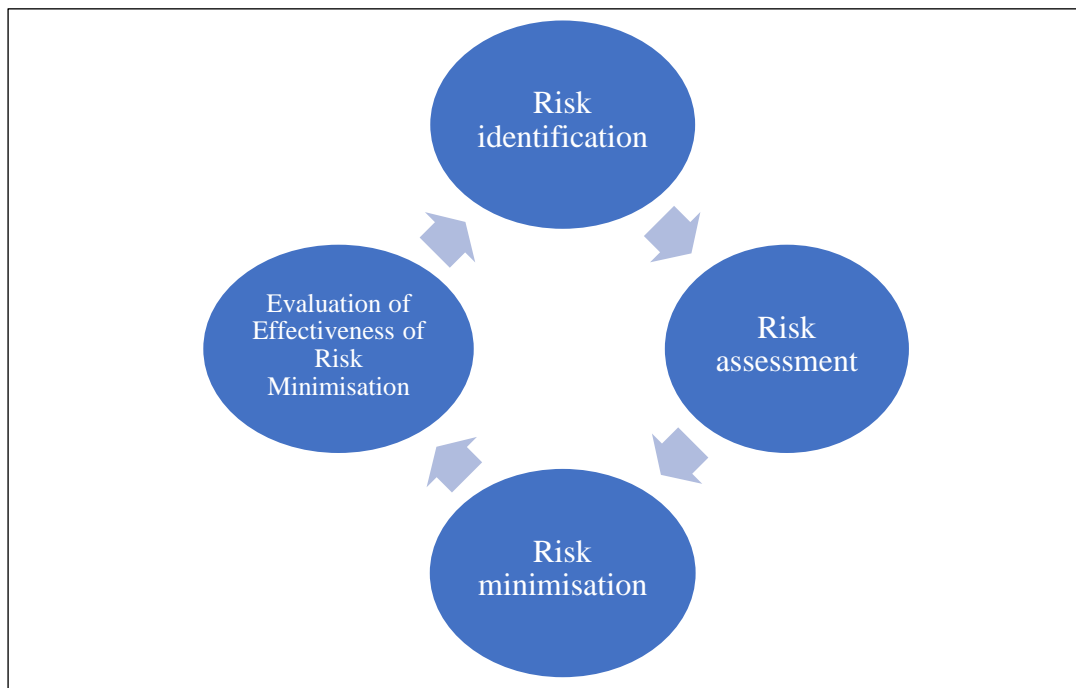 Risk
identification
Risk
assessment
Risk
minimisation
Evaluation of
Effectiveness of
Risk
Minimisation